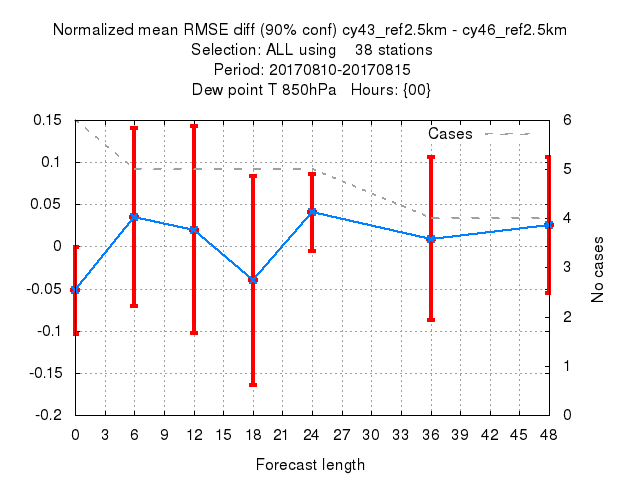 Normalized mean RMSE diff (90% conf) cy43_ref2.5km - cy46_ref2.5km
Selection: ALL using 38 stations
Period: 20170810-20170815
Dew point T 850hPa Hours: {00}
Cases
0.15
0.1
0.05
0
-0.05
-0.1
-0.15
-0.2
6
5
4
3
2
1
0
No cases
0 3 6 9 12 15 18 21 24 27 30 33 36 39 42 45 48
Forecast length